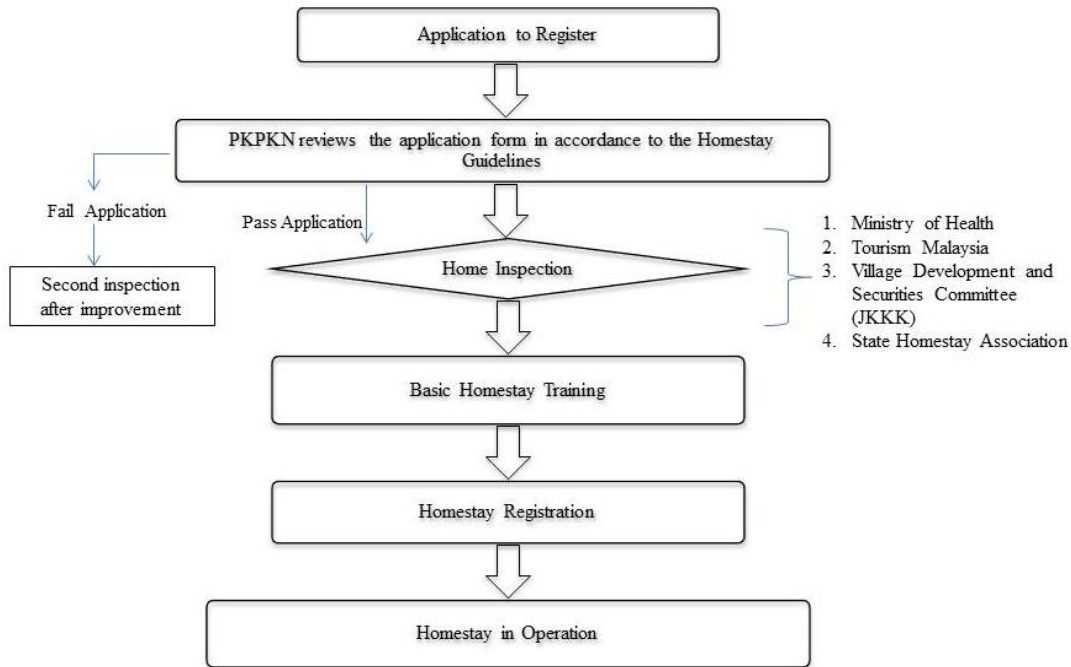 Application to Register
PKPKN reviews the application form in accordance to the Homestay
Guidelines
Fail Application
Pass Application
Second inspection
after improvement
Home Inspection
1. Ministry of Health
2. Tourism Malaysia
3. Village Development and
Securities Committee
(JKKK)
4. State Homestay Association
Basic Homestay Training
Homestay Registration
Homestay in Operation